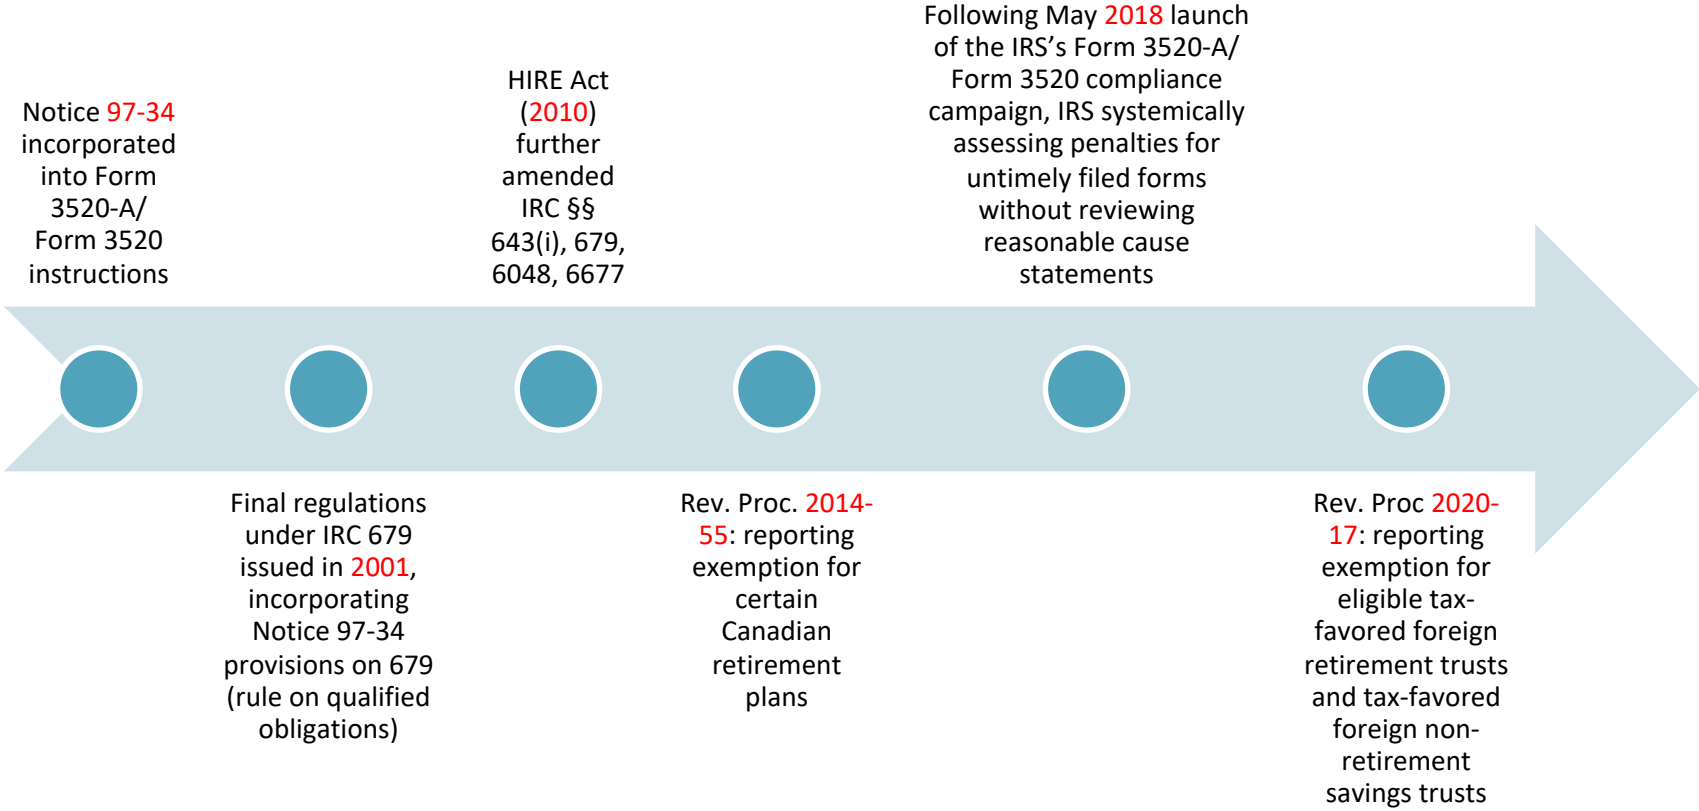 Notice 97-34
incorporated
into Form
3520-A/
Form 3520
instructions
Final regulations
under IRC 679
issued in 2001,
incorporating
Notice 97-34
provisions on 679
(rule on qualified
obligations)
HIRE Act
(2010)
further
amended
IRC §§
643(i), 679,
6048, 6677
Rev. Proc. 2014-
55: reporting
exemption for
certain
Canadian
retirement
plans
Following May 2018 launch
of the IRS’s Form 3520-A/
Form 3520 compliance
campaign, IRS systemically
assessing penalties for
untimely filed forms
without reviewing
reasonable cause
statements
Rev. Proc 2020-
17: reporting
exemption for
eligible tax-
favored foreign
retirement trusts
and tax-favored
foreign non-
retirement
savings trusts